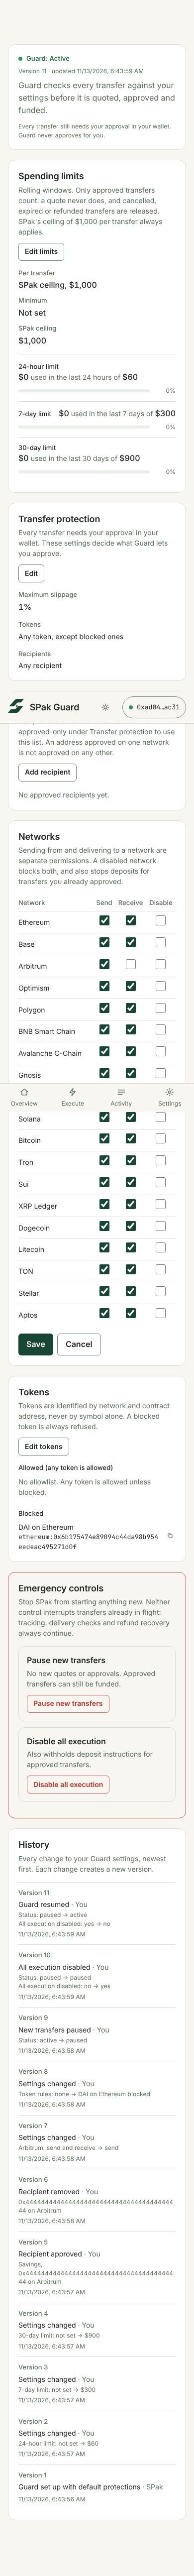 Guard: Active
Version 11 · updated 11/13/2026, 6:43:59 AM
Guard checks every transfer against your
settings before it is quoted, approved and
funded.
Every transfer still needs your approval in your wallet.
Guard never approves for you.
Spending limits
Rolling windows. Only approved transfers
count: a quote never does, and cancelled,
expired or refunded transfers are released.
SPak's ceiling of $1,000 per transfer always
applies.
Edit limits
Per transfer
SPak ceiling, $1,000
Minimum
Not set
SPak ceiling
$1,000
24-hour limit
$0 used in the last 24 hours of $60
0%
7-day limit $0 used in the last 7 days of $300
0%
30-day limit
$0 used in the last 30 days of $900
0%
Transfer protection
Every transfer needs your approval in your
wallet. These settings decide what Guard lets
you approve.
Edit
Maximum slippage
1%
Tokens
Any token, except blocked ones
Recipients
Any recipient
SPak Guard
0xad04…ac31
approved-only under Transfer protection to use
this list. An address approved on one network
is not approved on any other.
Add recipient
No approved recipients yet.
Networks
Sending from and delivering to a network are
separate permissions. A disabled network
blocks both, and also stops deposits for
transfers you already approved.
Network Send Receive Disable
Ethereum
Base
Arbitrum
Optimism
Polygon
BNB Smart Chain
Avalanche C-Chain
Gnosis
Overview Execute Activity Settings
Solana
Bitcoin
Tron
Sui
XRP Ledger
Dogecoin
Litecoin
TON
Stellar
Aptos
Save Cancel
Tokens
Tokens are identified by network and contract
address, never by symbol alone. A blocked
token is always refused.
Edit tokens
Allowed (any token is allowed)
No allowlist. Any token is allowed unless
blocked.
Blocked
DAI on Ethereum
ethereum:0x6b175474e89094c44da98b954
eedeac495271d0f
Emergency controls
Stop SPak from starting anything new. Neither
control interrupts transfers already in flight:
tracking, delivery checks and refund recovery
always continue.
Pause new transfers
No new quotes or approvals. Approved
transfers can still be funded.
Pause new transfers
Disable all execution
Also withholds deposit instructions for
approved transfers.
Disable all execution
History
Every change to your Guard settings, newest
first. Each change creates a new version.
Version 11
Guard resumed · You
Status: paused → active
All execution disabled: yes → no
11/13/2026, 6:43:59 AM
Version 10
All execution disabled · You
Status: paused → paused
All execution disabled: no → yes
11/13/2026, 6:43:59 AM
Version 9
New transfers paused · You
Status: active → paused
11/13/2026, 6:43:58 AM
Version 8
Settings changed · You
Token rules: none → DAI on Ethereum blocked
11/13/2026, 6:43:58 AM
Version 7
Settings changed · You
Arbitrum: send and receive → send
11/13/2026, 6:43:58 AM
Version 6
Recipient removed · You
0x44444444444444444444444444444444444444
44 on Arbitrum
11/13/2026, 6:43:58 AM
Version 5
Recipient approved · You
Savings,
0x44444444444444444444444444444444444444
44 on Arbitrum
11/13/2026, 6:43:57 AM
Version 4
Settings changed · You
30-day limit: not set → $900
11/13/2026, 6:43:57 AM
Version 3
Settings changed · You
7-day limit: not set → $300
11/13/2026, 6:43:57 AM
Version 2
Settings changed · You
24-hour limit: not set → $60
11/13/2026, 6:43:57 AM
Version 1
Guard set up with default protections · SPak
11/13/2026, 6:43:56 AM